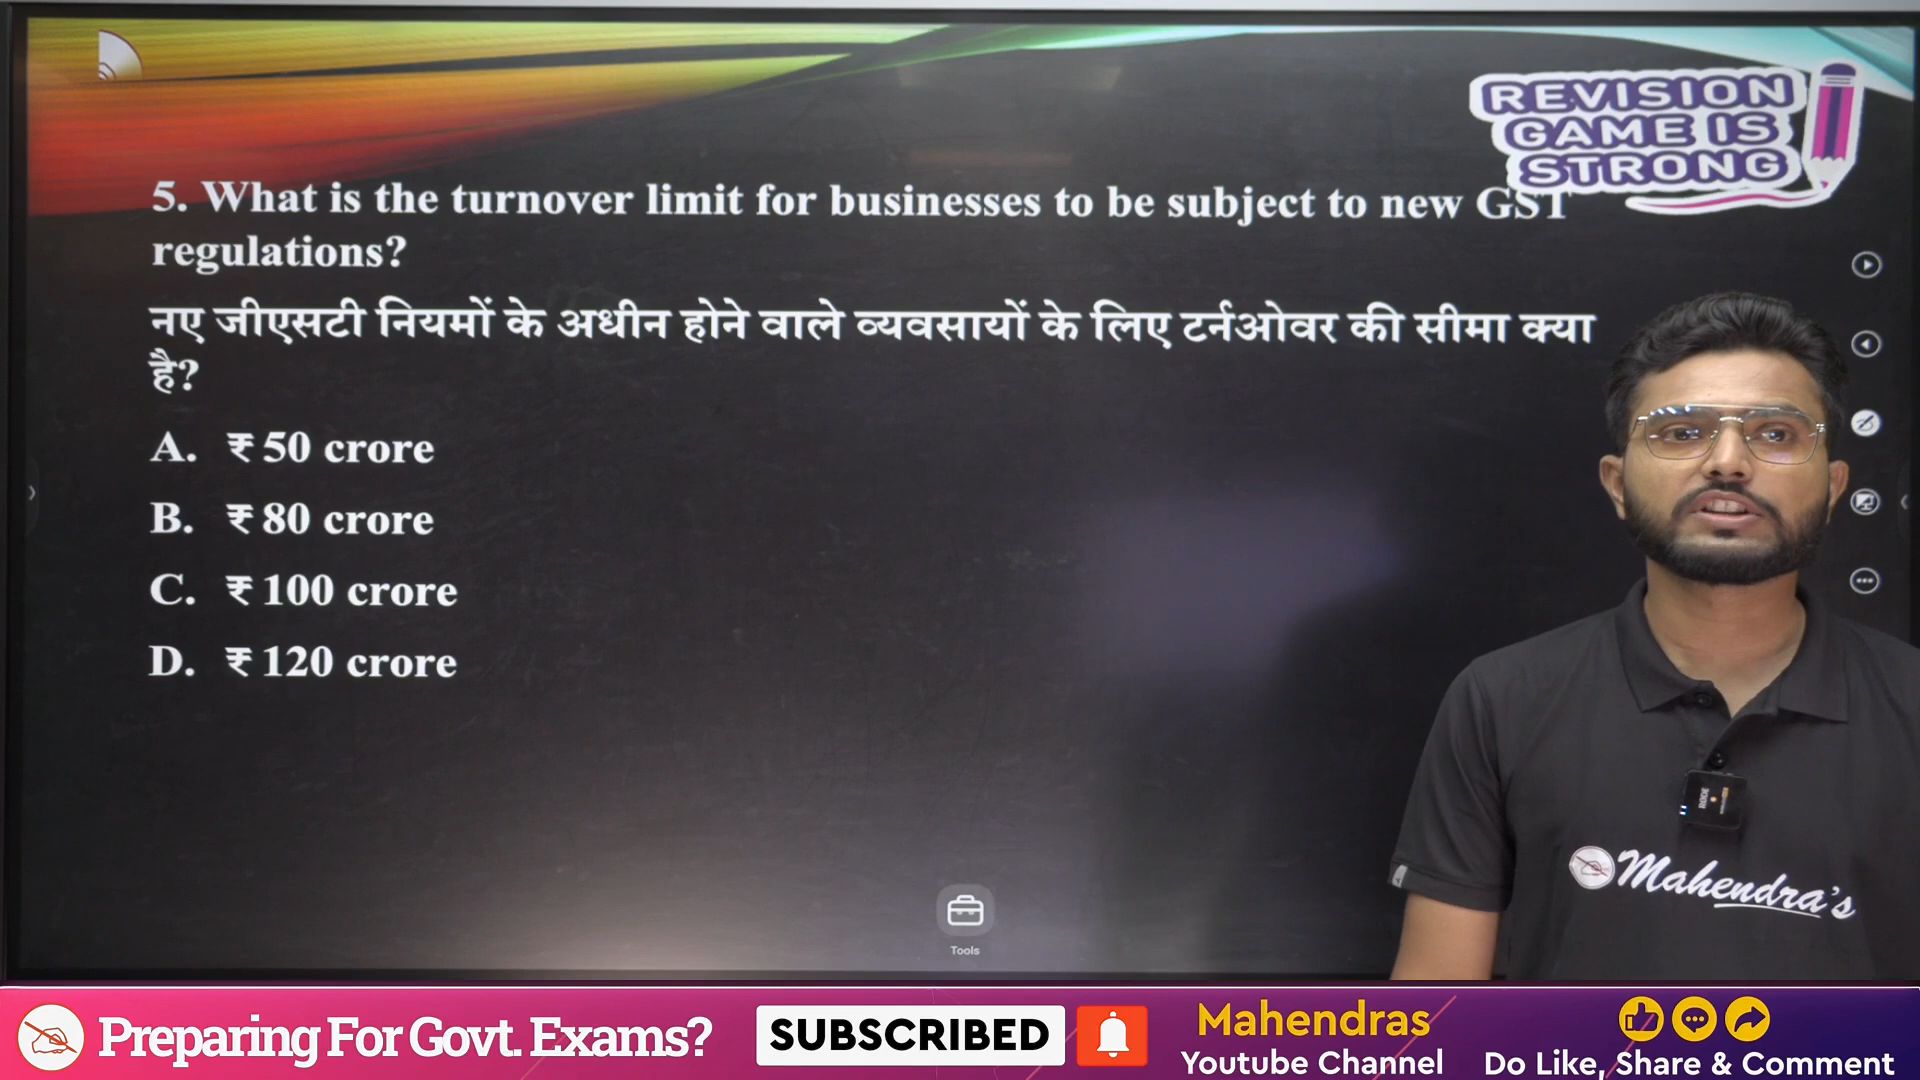 REVISION
GAME IS
STRONG
5. What is the turnover limit for businesses to be subject to new GST
regulations?
नए जीएसटी नियमों के अधीन होने वाले व्यवसायों के लिए टर्नओवर की सीमा क्या
है?
A. ₹ 50 crore
B. ₹ 80 crore
C. ₹ 100 crore
D. ₹ 120 crore
RODE
Mahendra's
Tools
Preparing For Govt. Exams?
SUBSCRIBED
Mahendras
Youtube Channel
Do Like, Share & Comment